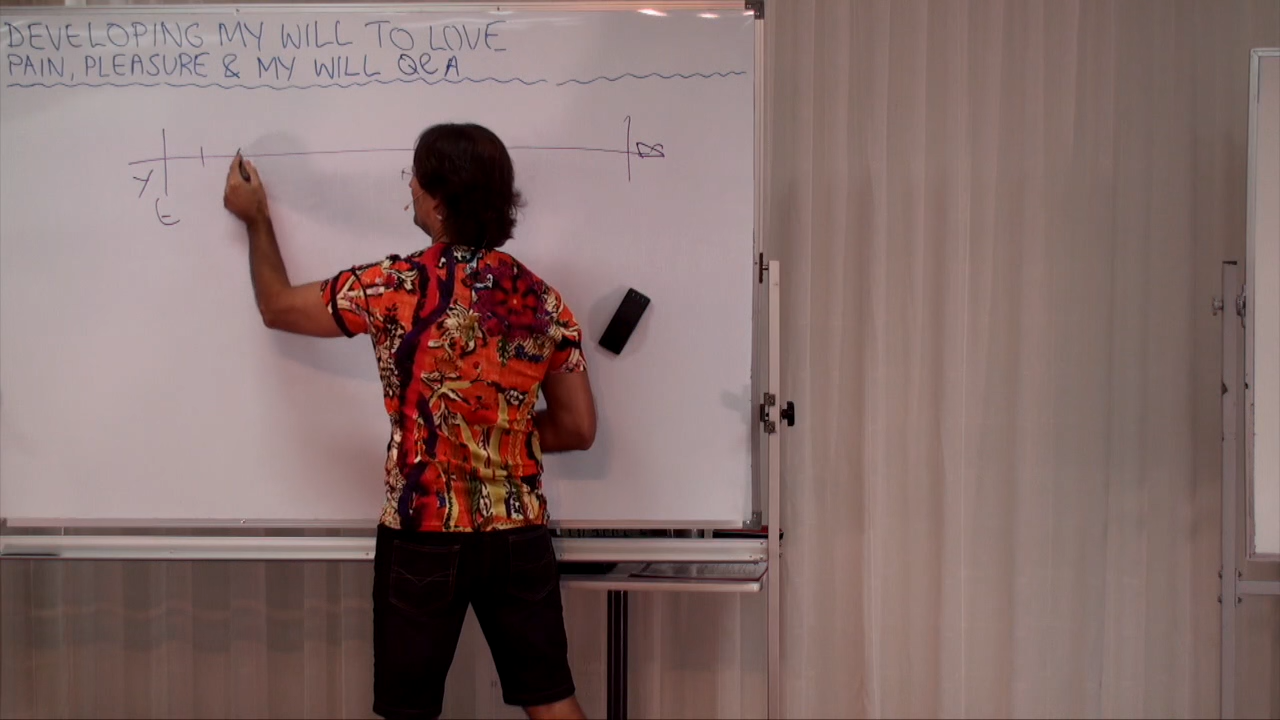 DEVELOPING MY WILL TO LOVE
PAIN, PLEASURE & MY WILL Q&A
Y
E
∞